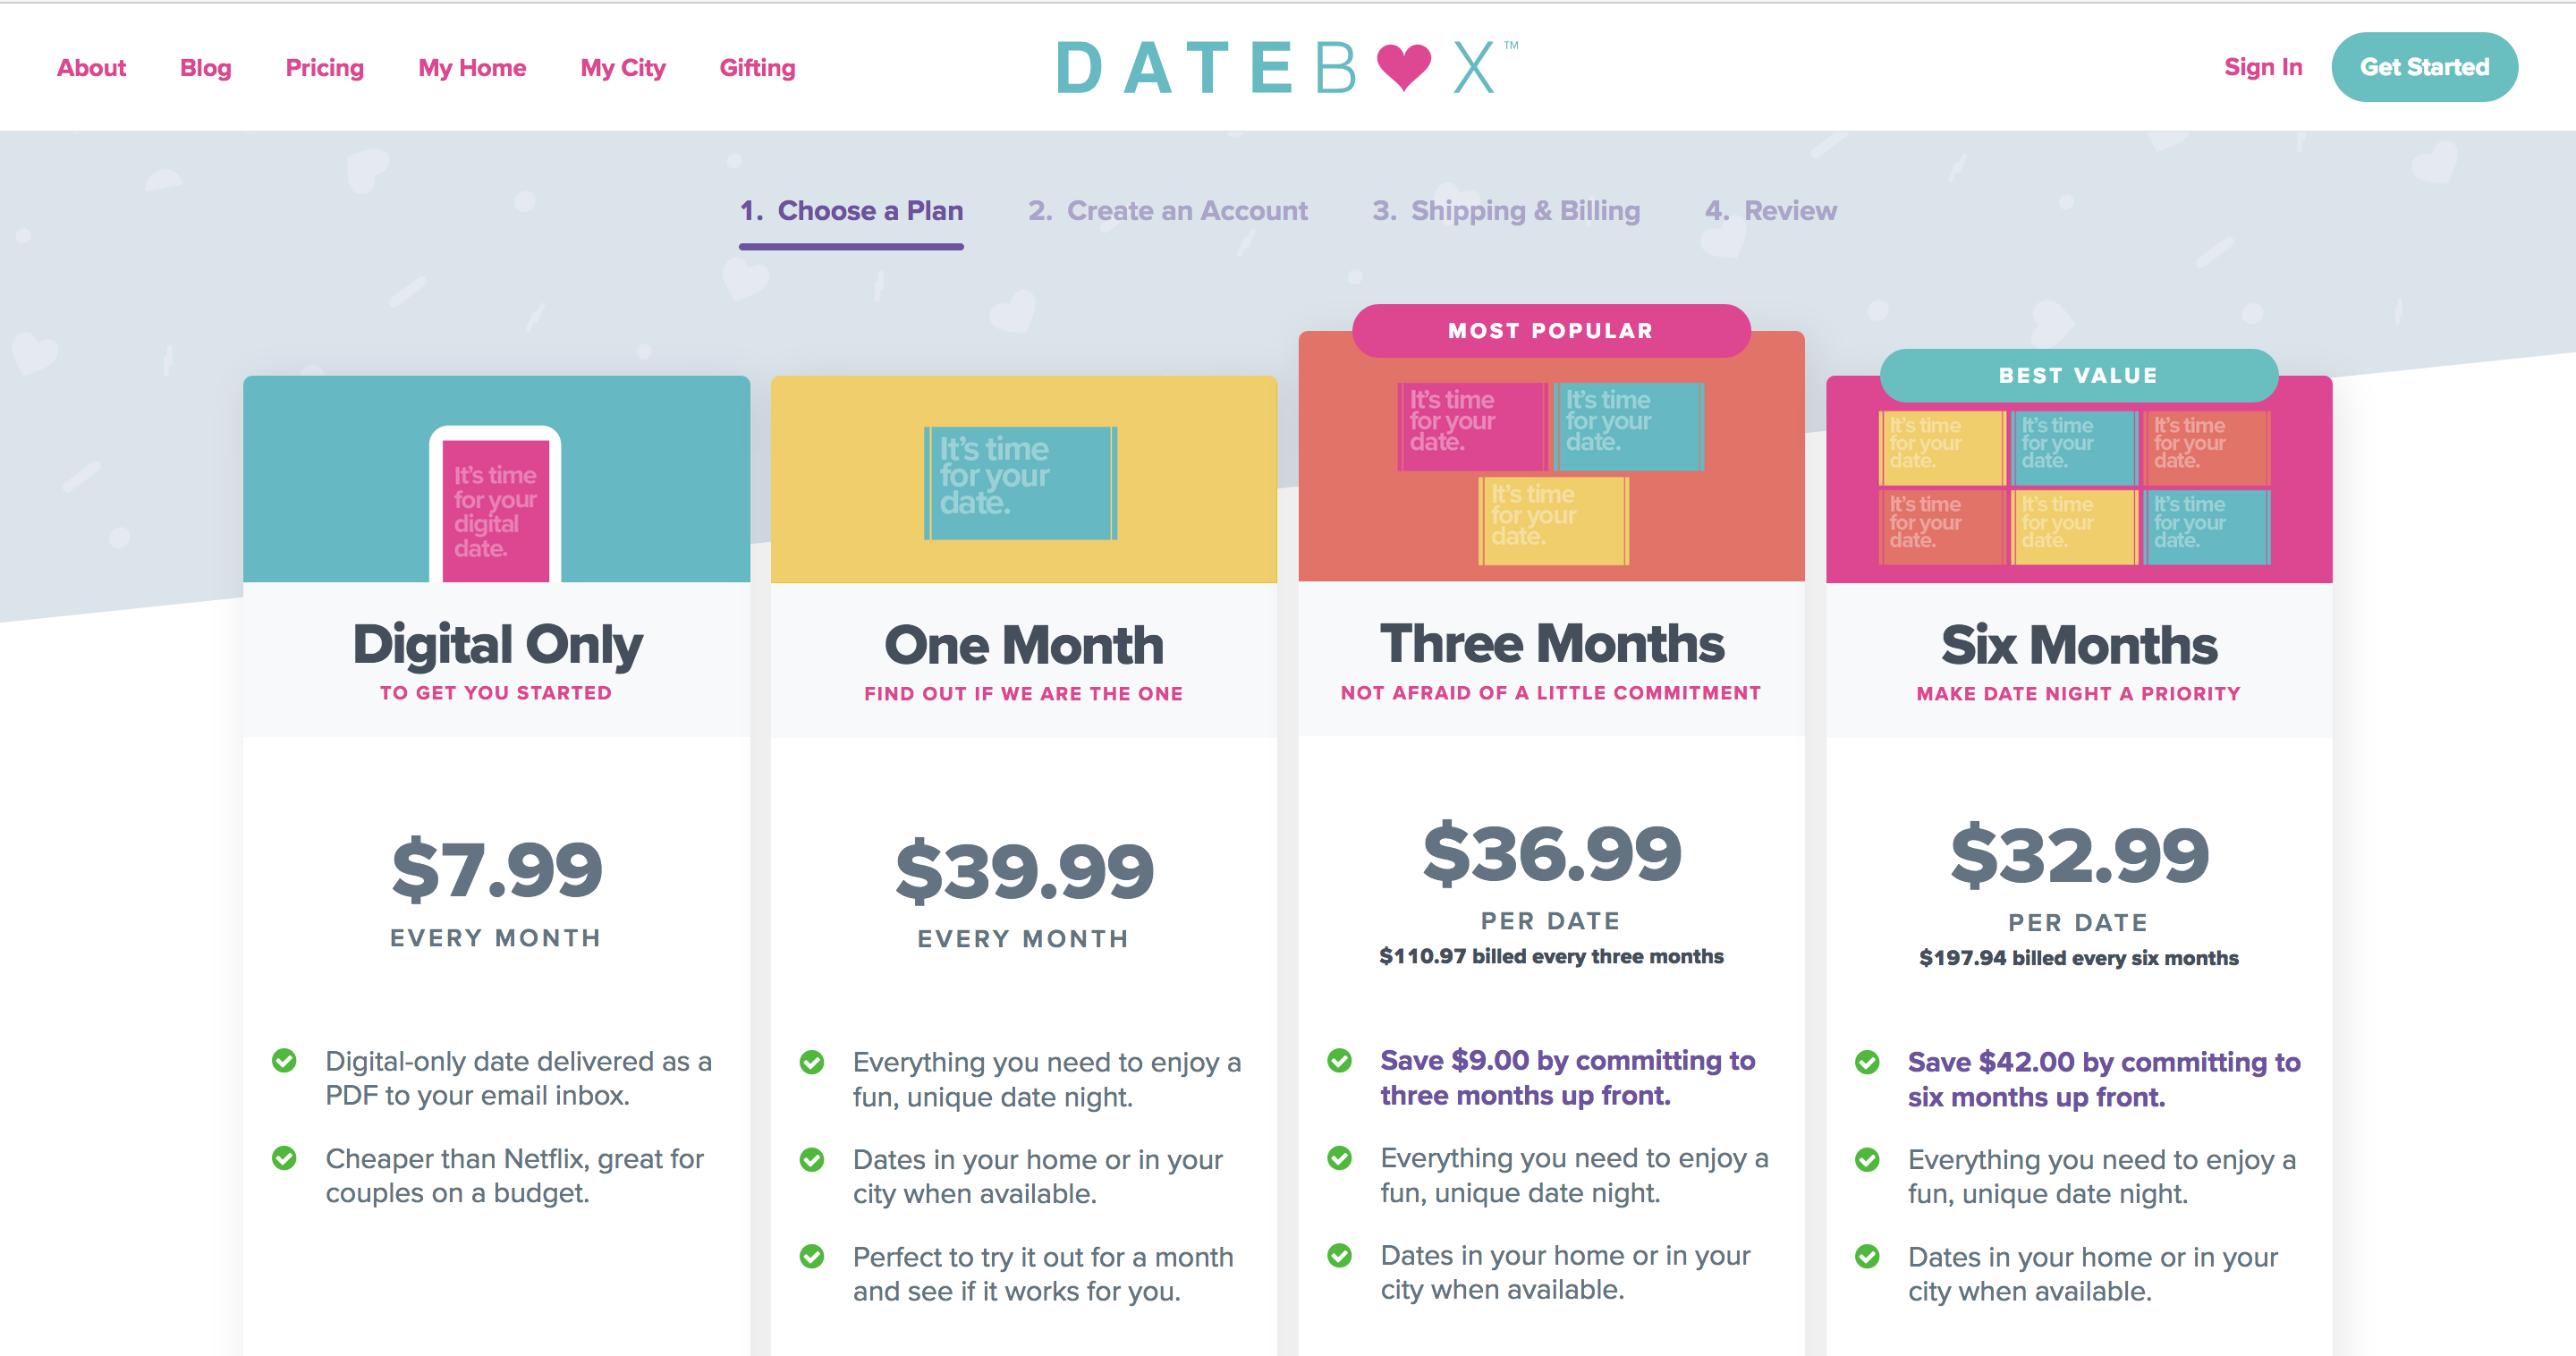 About Blog Pricing My Home My City Gifting
DATEB X™
Sign In Get Started
1. Choose a Plan 2. Create an Account 3. Shipping & Billing 4. Review
It's time
for your
digital
date.
Digital Only
TO GET YOU STARTED
$7.99
EVERY MONTH
Digital-only date delivered as a
PDF to your email inbox.
Cheaper than Netflix, great for
couples on a budget.
It's time
for your
date.
One Month
FIND OUT IF WE ARE THE ONE
$39.99
EVERY MONTH
Everything you need to enjoy a
fun, unique date night.
Dates in your home or in your
city when available.
Perfect to try it out for a month
and see if it works for you.
MOST POPULAR
It's time
for your
date.
It's time
for your
date.
It's time
for your
date.
Three Months
NOT AFRAID OF A LITTLE COMMITMENT
$36.99
PER DATE
$110.97 billed every three months
Save $9.00 by committing to
three months up front.
Everything you need to enjoy a
fun, unique date night.
Dates in your home or in your
city when available.
BEST VALUE
It's time
for your
date.
It's time
for your
date.
It's time
for your
date.
It's time
for your
date.
It's time
for your
date.
It's time
for your
date.
Six Months
MAKE DATE NIGHT A PRIORITY
$32.99
PER DATE
$197.94 billed every six months
Save $42.00 by committing to
six months up front.
Everything you need to enjoy a
fun, unique date night.
Dates in your home or in your
city when available.